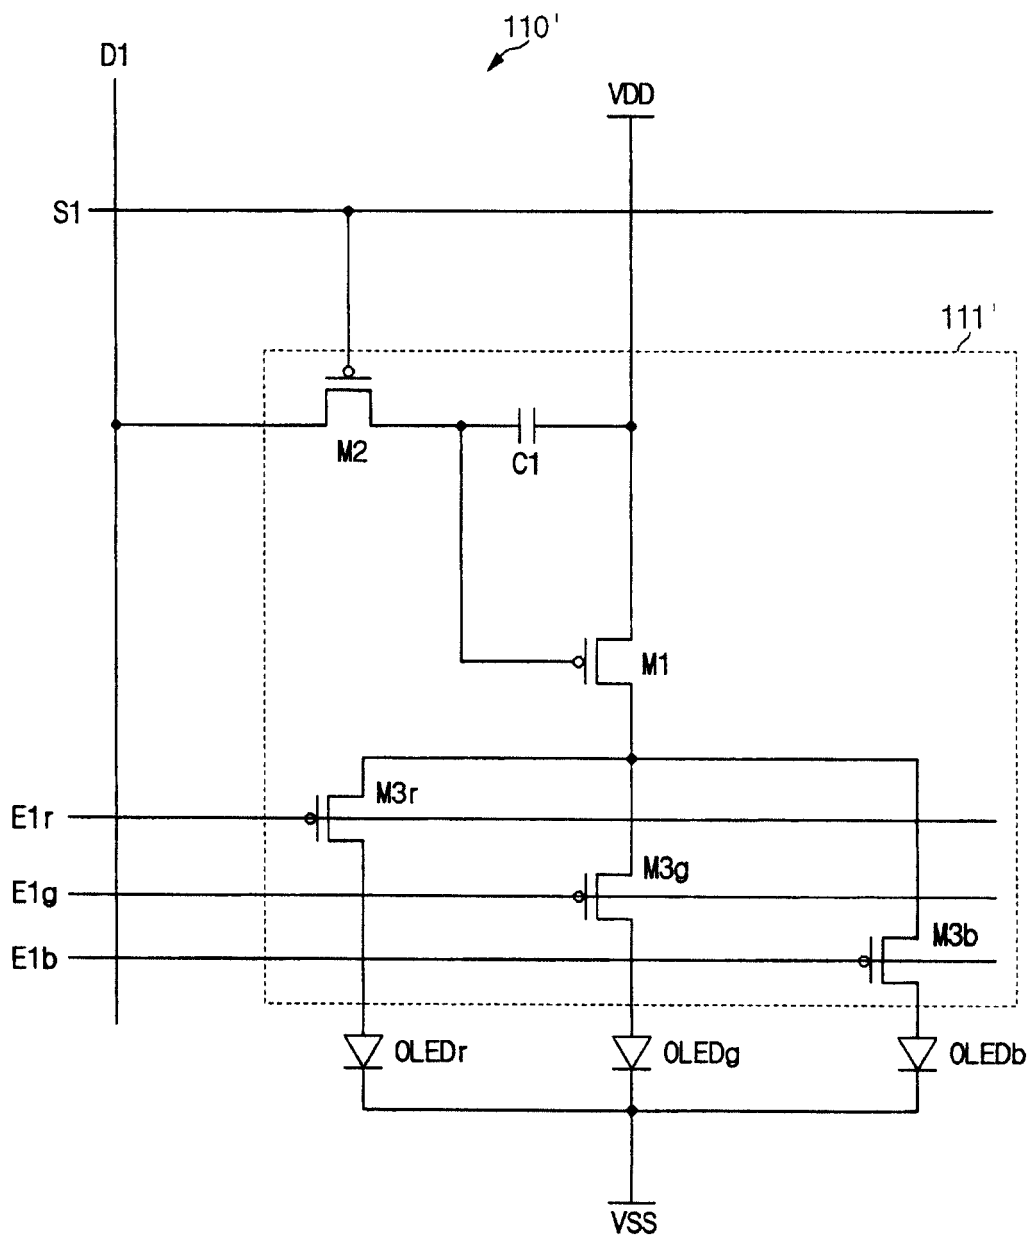 110'
D1
VDD
S1
111'
M2
C1
M1
M3r
E1r
M3g
E1g
M3b
E1b
OLEDr
OLEDg
OLEDb
VSS